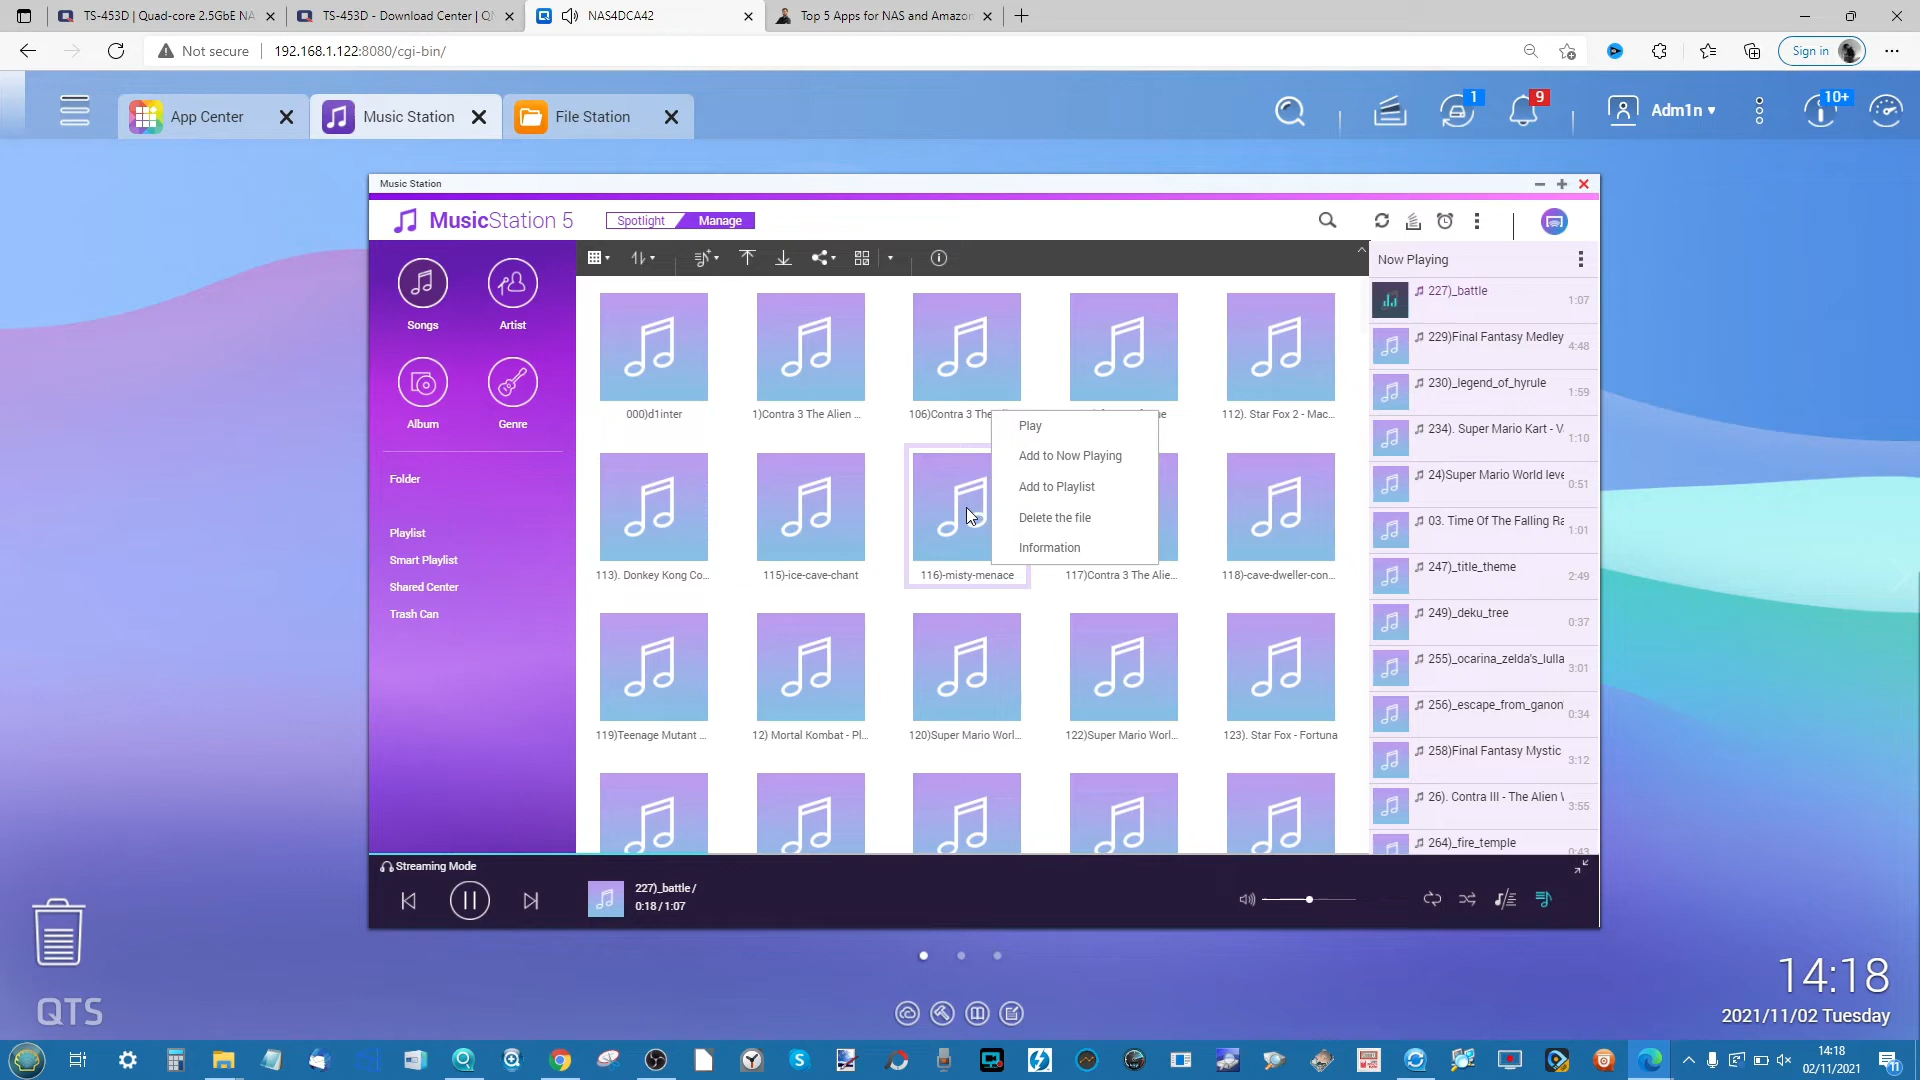 TS-453D | Quad-core 2.5GbE NA
TS-453D - Download Center | QN
NAS4DCA42
Top 5 Apps for NAS and Amazon
Not secure
192.168.1.122:8080/cgi-bin/
Sign in
App Center
Music Station
File Station
1
9
Adm1n
10+
Music Station
MusicStation 5
Spotlight
Manage
Songs
Artist
Album
Genre
Folder
Playlist
Smart Playlist
Shared Center
Trash Can
000)d1inter
1)Contra 3 The Alien ...
106)Contra 3 The
112). Star Fox 2 - Mac...
Play
Add to Now Playing
Add to Playlist
Delete the file
Information
113). Donkey Kong Co...
115)-ice-cave-chant
116)-misty-menace
117)Contra 3 The Alie...
118)-cave-dweller-con...
119)Teenage Mutant ...
12) Mortal Kombat - Pl...
120)Super Mario Worl...
122)Super Mario Worl...
123). Star Fox - Fortuna
Now Playing
227)_battle
1:07
229)Final Fantasy Medley
4:48
230)_legend_of_hyrule
1:59
234). Super Mario Kart - V
1:10
24)Super Mario World leve
0:51
03. Time Of The Falling Ra
1:01
247)_title_theme
2:49
249)_deku_tree
0:37
255)_ocarina_zelda's_lulla
3:01
256)_escape_from_ganon
0:34
258)Final Fantasy Mystic
3:12
26). Contra III - The Alien W
3:55
264)_fire_temple
0:43
Streaming Mode
227)_battle /
0:18 / 1:07
QTS
14:18
2021/11/02 Tuesday
14:18
02/11/2021
11